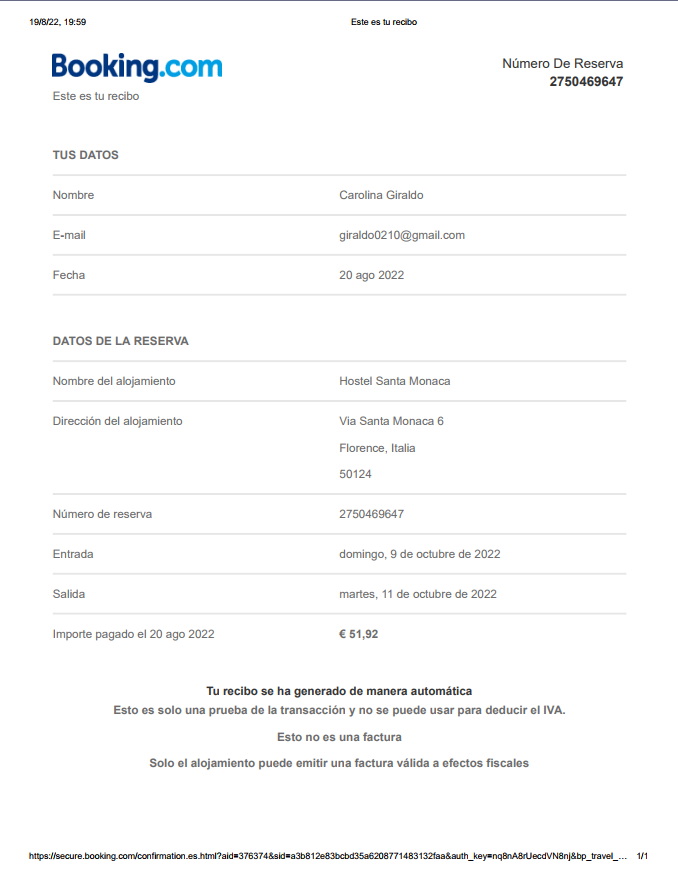 19/8/22, 19:59
Este es tu recibo
Booking.com
Este es tu recibo
Número De Reserva
2750469647
TUS DATOS
Nombre
Carolina Giraldo
E-mail
giraldo0210@gmail.com
Fecha
20 ago 2022
DATOS DE LA RESERVA
Nombre del alojamiento
Hostel Santa Monaca
Dirección del alojamiento
Via Santa Monaca 6
Florence, Italia
50124
Número de reserva
2750469647
Entrada
domingo, 9 de octubre de 2022
Salida
martes, 11 de octubre de 2022
Importe pagado el 20 ago 2022
€ 51,92
Tu recibo se ha generado de manera automática
Esto es solo una prueba de la transacción y no se puede usar para deducir el IVA.
Esto no es una factura
Solo el alojamiento puede emitir una factura válida a efectos fiscales
https://secure.booking.com/confirmation.es.html?aid=376374&sid=a3b812e83bcbd35a6208771483132faa&auth_key=nq8nA8rUecdVN8nj&bp_travel_... 1/1